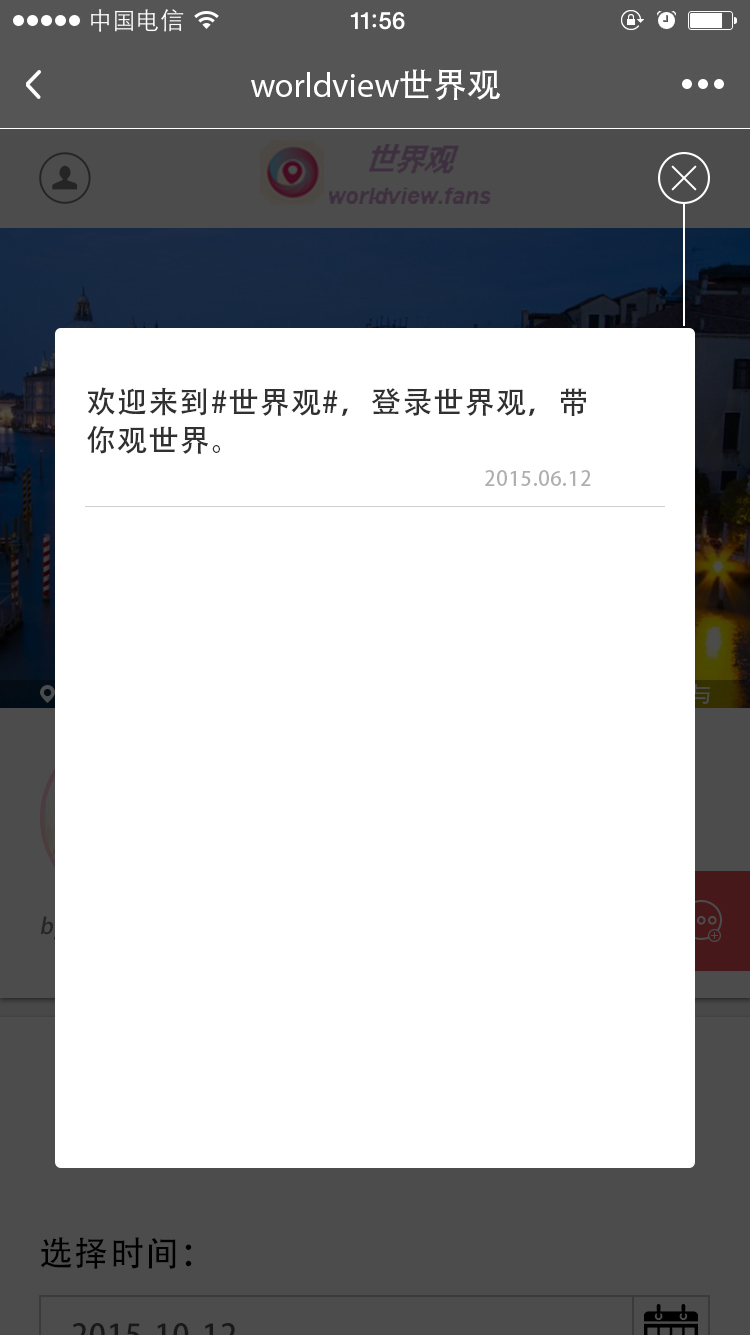 中国电信
11:56
worldview世界观
世界观
worldview.fans
欢迎来到#世界观#，登录世界观，带
你观世界。
2015.06.12
与
b
选择时间：
2015-10-12